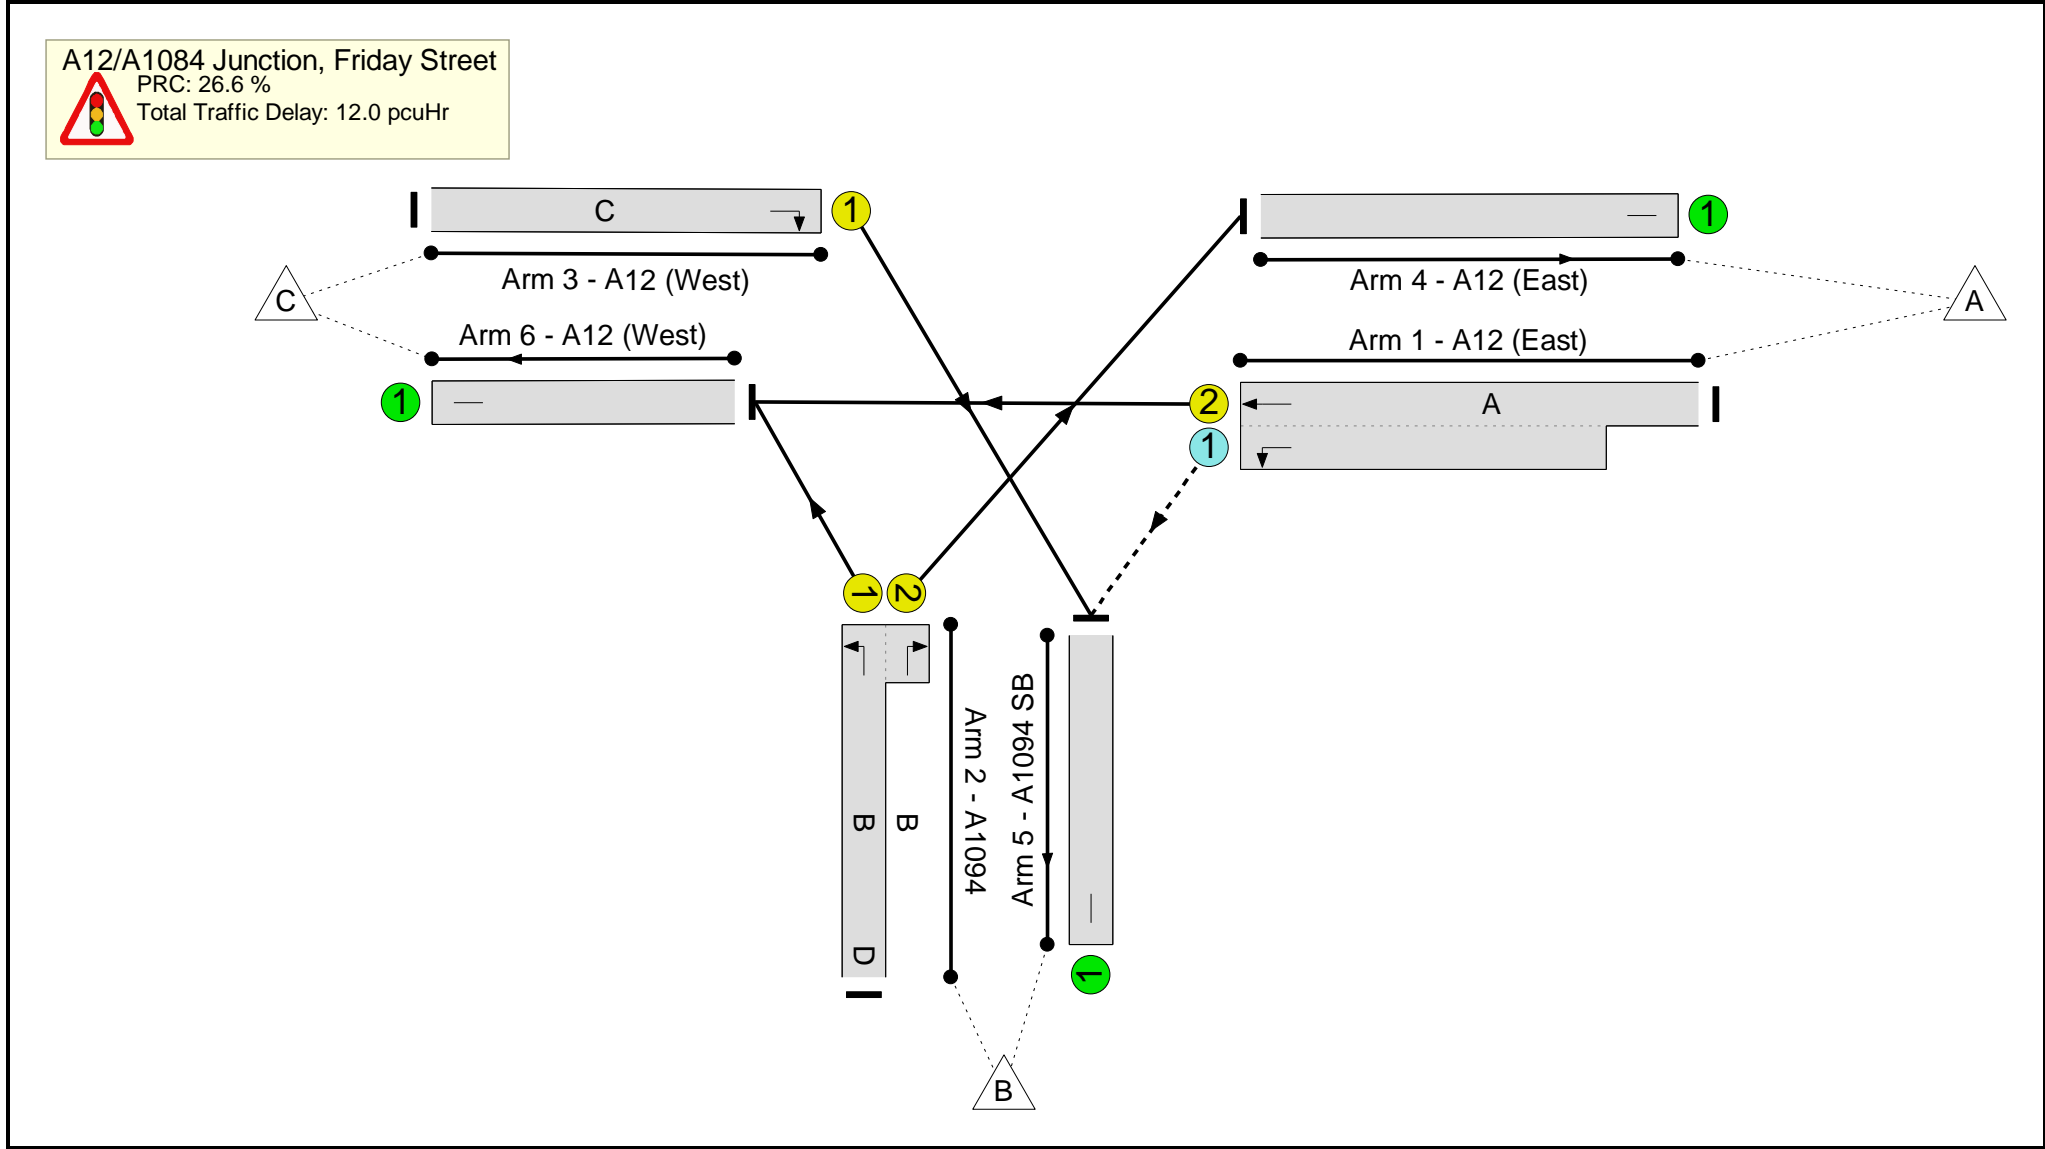 A12/A1084 Junction, Friday Street
PRC: 26.6 %
Total Traffic Delay: 12.0 pcuHr
C
1
1
Arm 3 - A12 (West)
Arm 4 - A12 (East)
C
A
Arm 6 - A12 (West)
Arm 1 - A12 (East)
1
2
A
1
1
2
Arm 2 - A1094
Arm 5 - A1094 SB
B
B
D
1
B